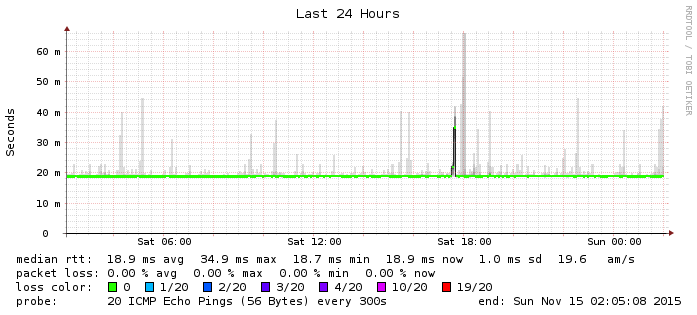 Last 24 Hours
RRDTOOL / TOBI OETIKER
Seconds
60 m
50 m
40 m
30 m
20 m
10 m
0
Sat 06:00 Sat 12:00 Sat 18:00 Sun 00:00
median rtt: 18.9 ms avg 34.9 ms max 18.7 ms min 18.9 ms now 1.0 ms sd 19.6 am/s
packet loss: 0.00 % avg 0.00 % max 0.00 % min 0.00 % now
loss color: 0 1/20 2/20 3/20 4/20 10/20 19/20
probe: 20 ICMP Echo Pings (56 Bytes) every 300s end: Sun Nov 15 02:05:08 2015